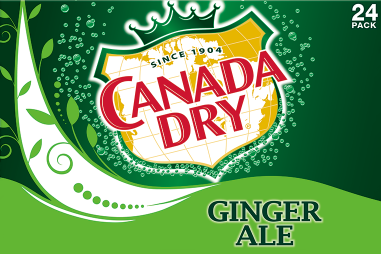 24
PACK
SINCE 1904
CANADA
DRY
GINGER
ALE